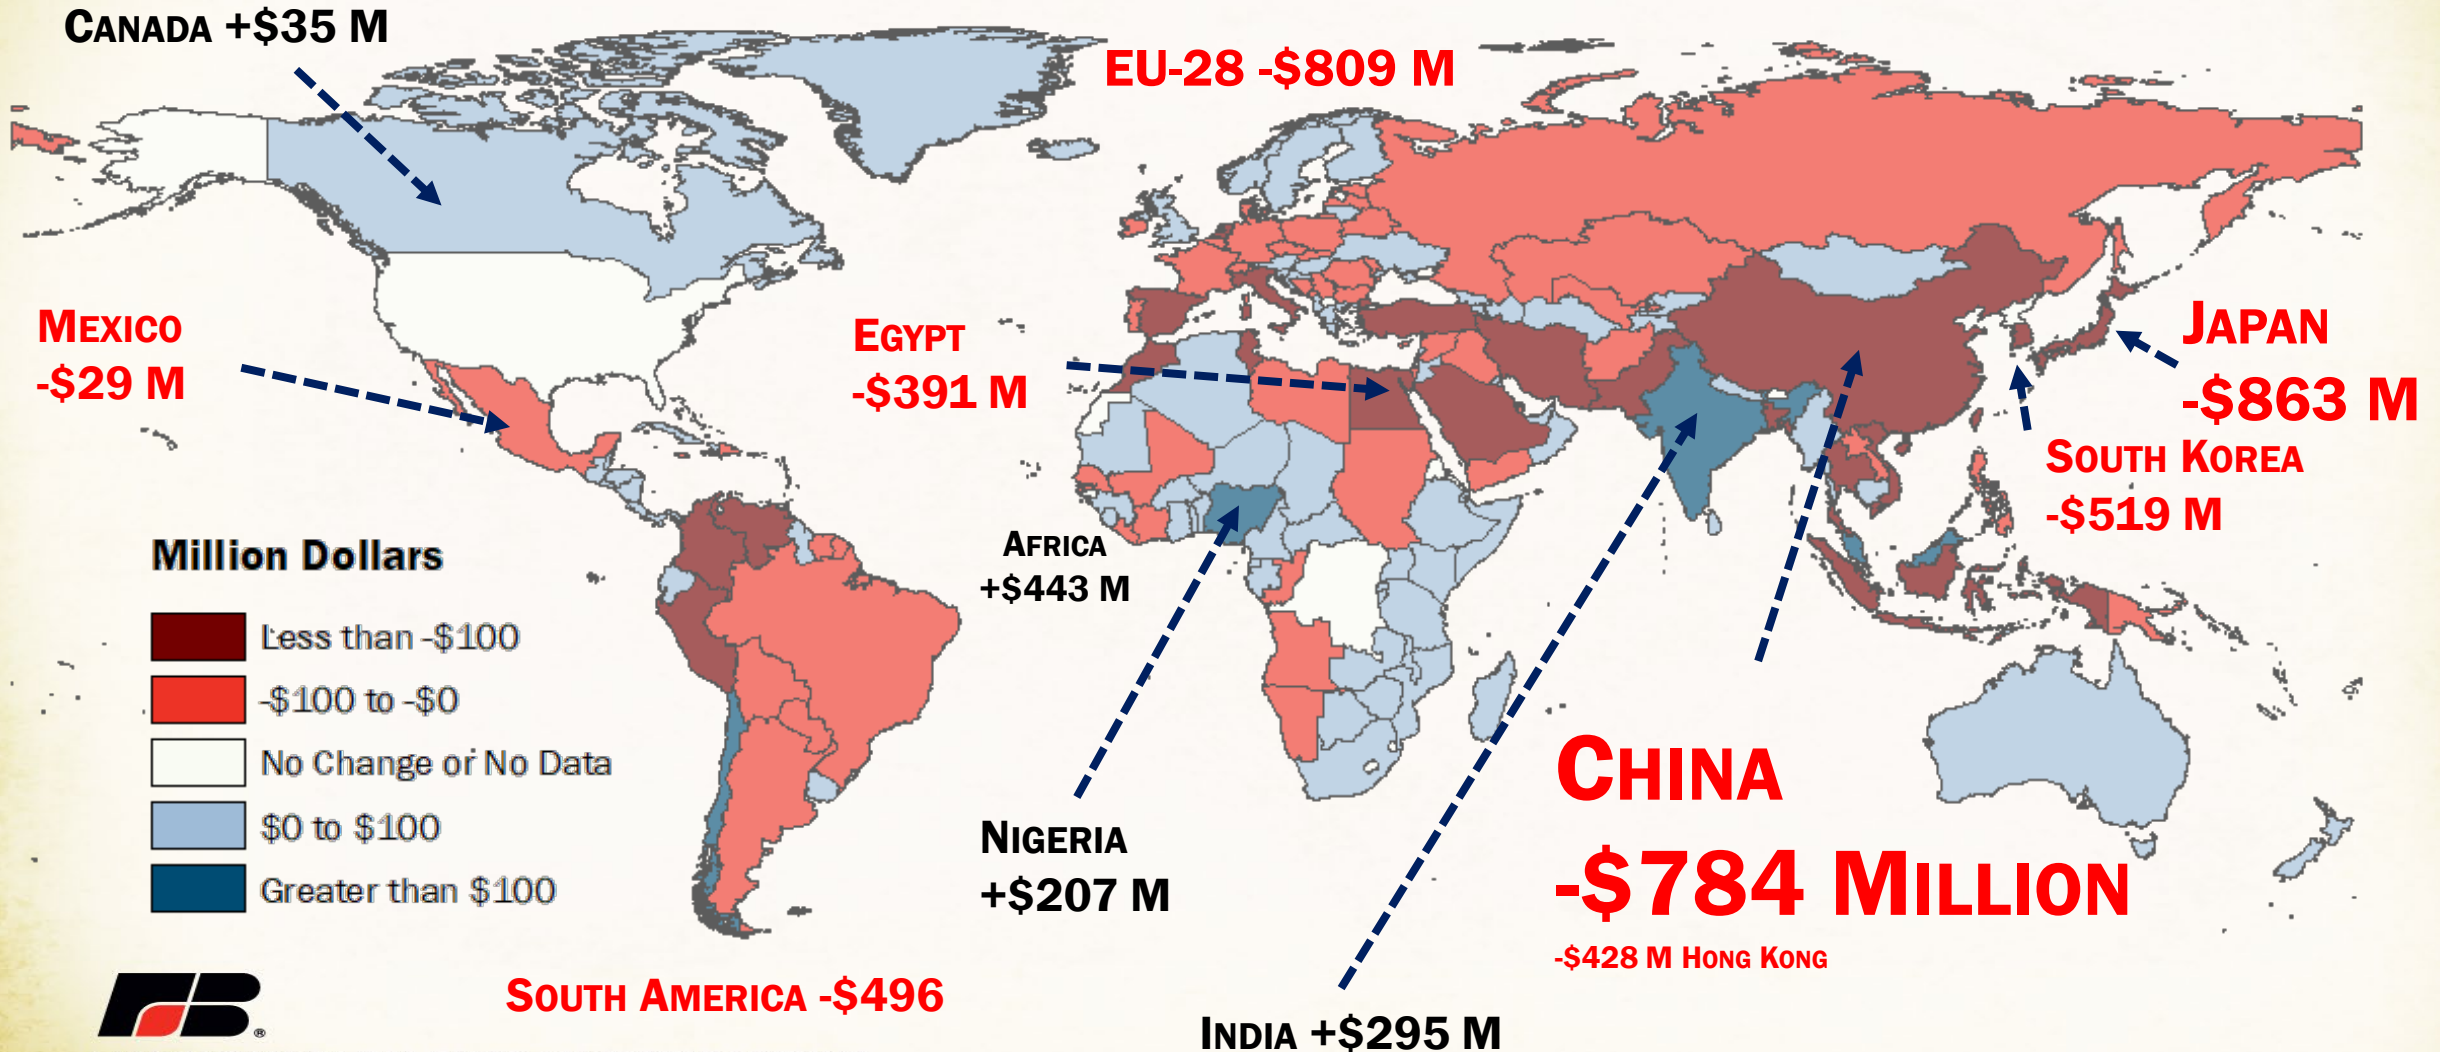 CANADA +$35 M
EU-28 -$809 M
MEXICO
-$29 M
EGYPT
-$391 M
JAPAN
-$863 M
SOUTH KOREA
-$519 M
AFRICA
+$443 M
Million Dollars
Less than -$100
-$100 to -$0
No Change or No Data
$0 to $100
Greater than $100
NIGERIA
+$207 M
CHINA
-$784 MILLION
-$428 M HONG KONG
SOUTH AMERICA -$496
INDIA +$295 M
FB®